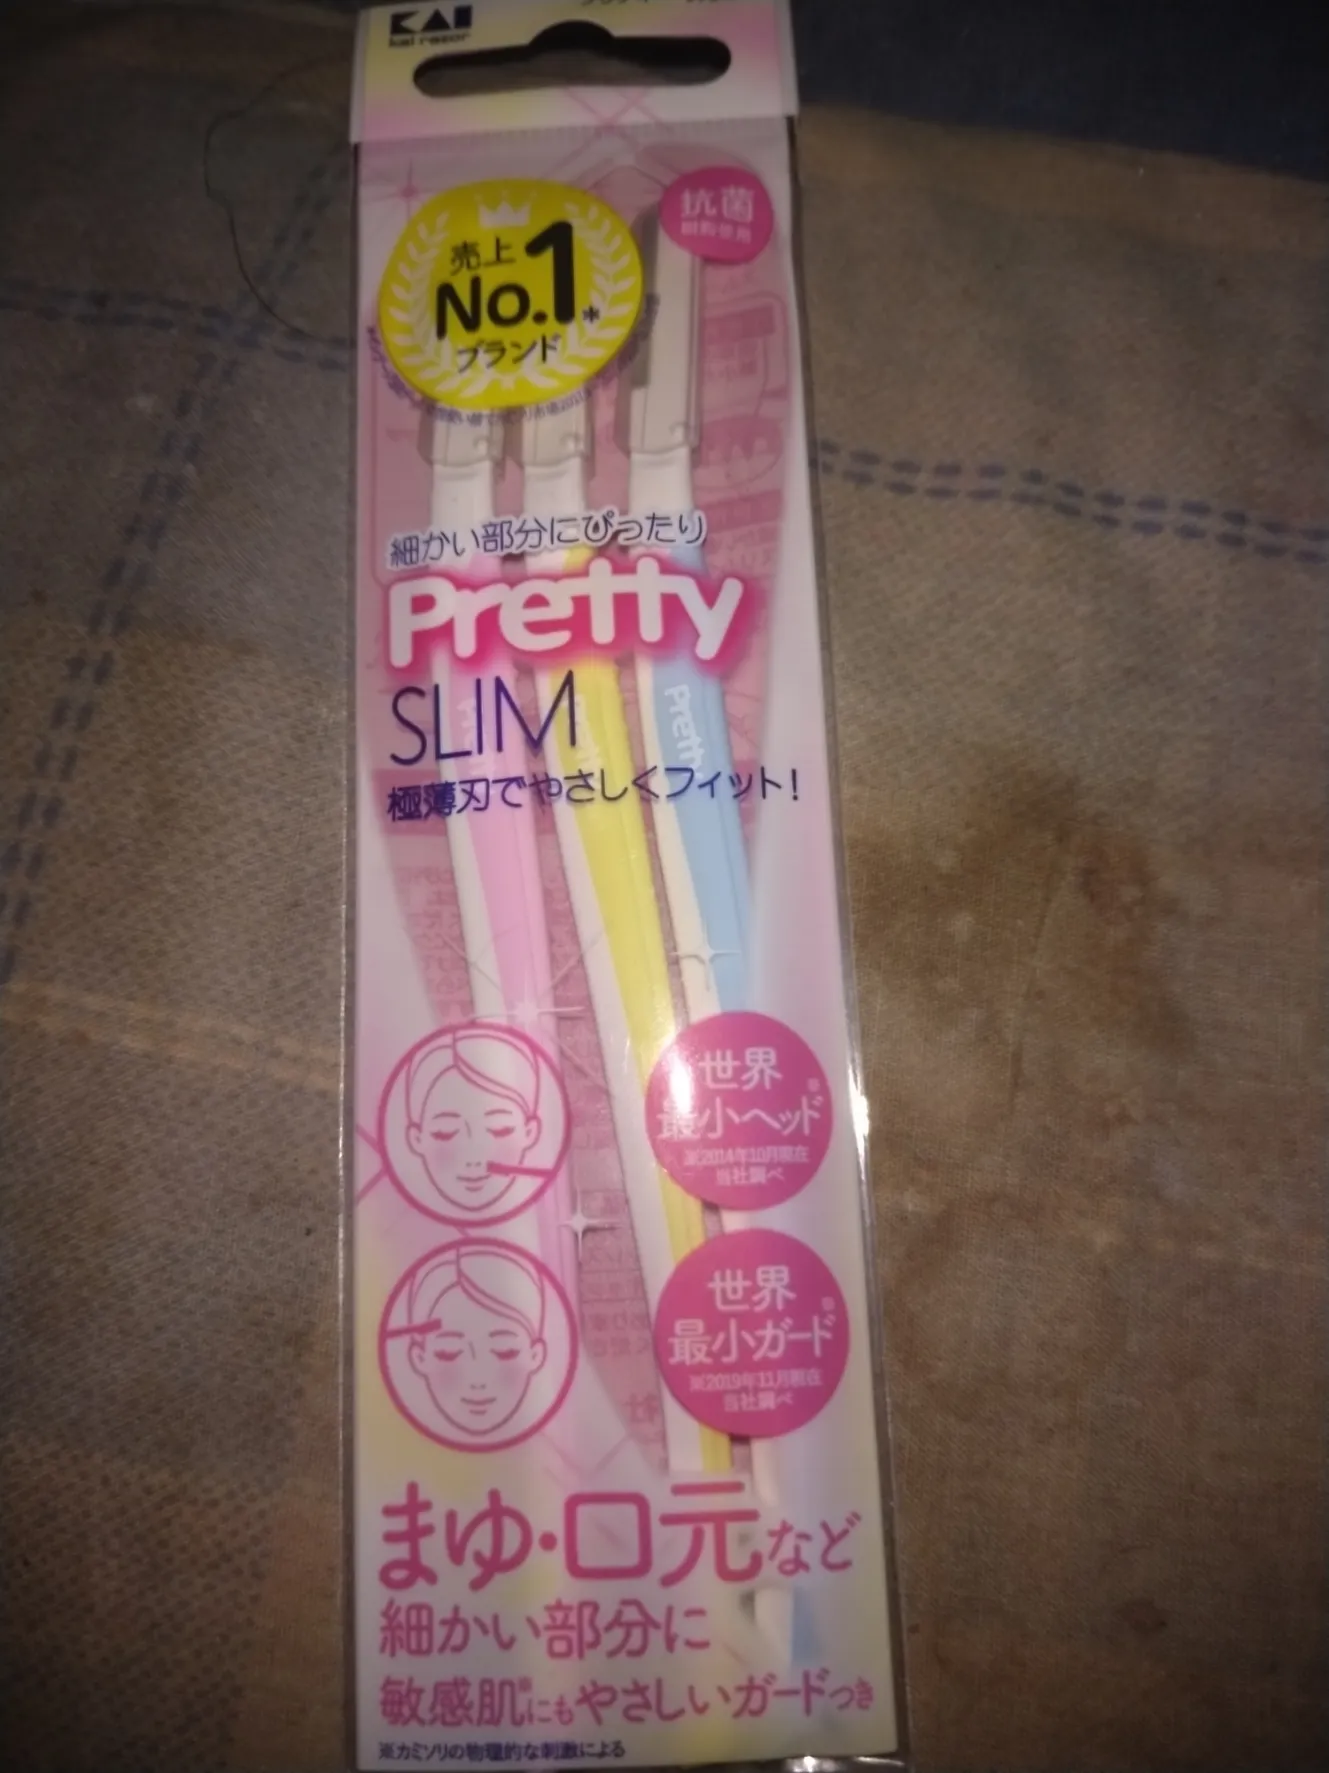 KAI
kai razor
抗菌
樹脂使用
売上
No.1*
ブランド
細かい部分にぴったり
Pretty
SLIM
極薄刃でやさしくフィット!
Pretty
世界
最小ヘッド※
※2014年10月現在
当社調べ
世界
最小ガード※
※2019年11月現在
当社調べ
まゆ・口元など
細かい部分に
敏感肌※にもやさしいガードつき
※カミソリの物理的な刺激による